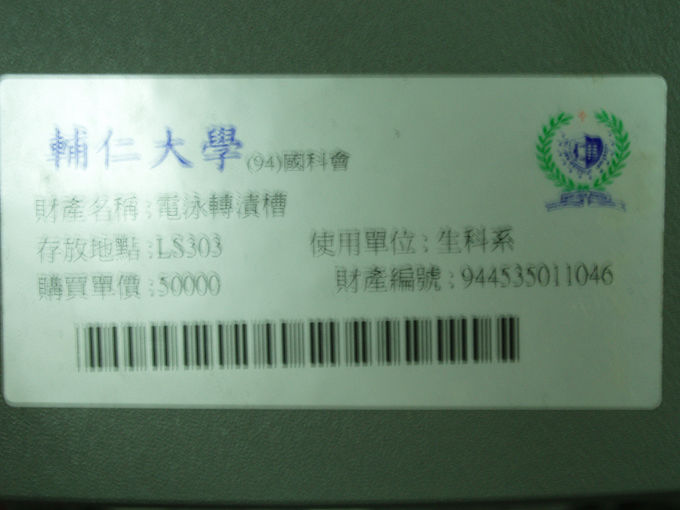 輔仁大學(94)國科會
財產名稱:電泳轉漬槽
存放地點:LS303 使用單位:生科系
購買單價:50000 財產編號:944535011046